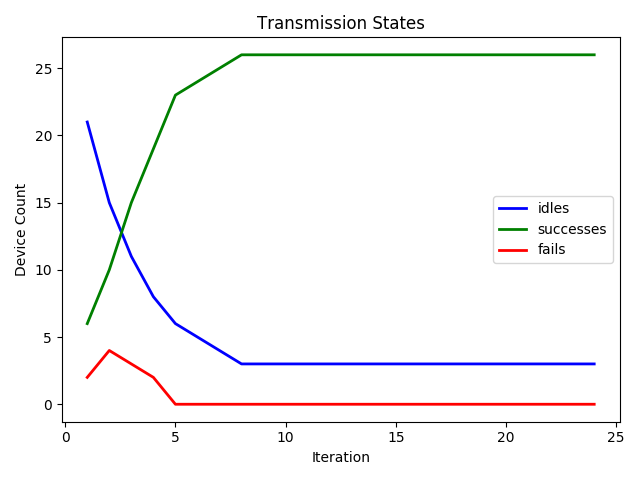 Transmission States
Device Count
25
20
15
10
5
0
idles
successes
fails
0 5 10 15 20 25
Iteration